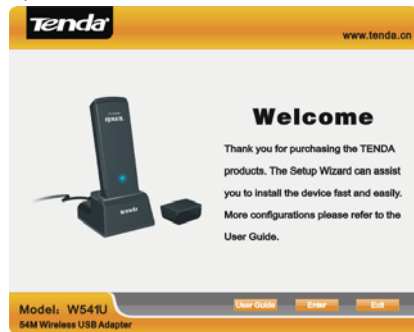 Tenda
www.tenda.cn
Tenda
Tenda
Welcome
Thank you for purchasing the TENDA
products. The Setup Wizard can assist
you to install the device fast and easily.
More configurations please refer to the
User Guide.
Model: W541U
54M Wireless USB Adapter
User Guide
Enter
Exit